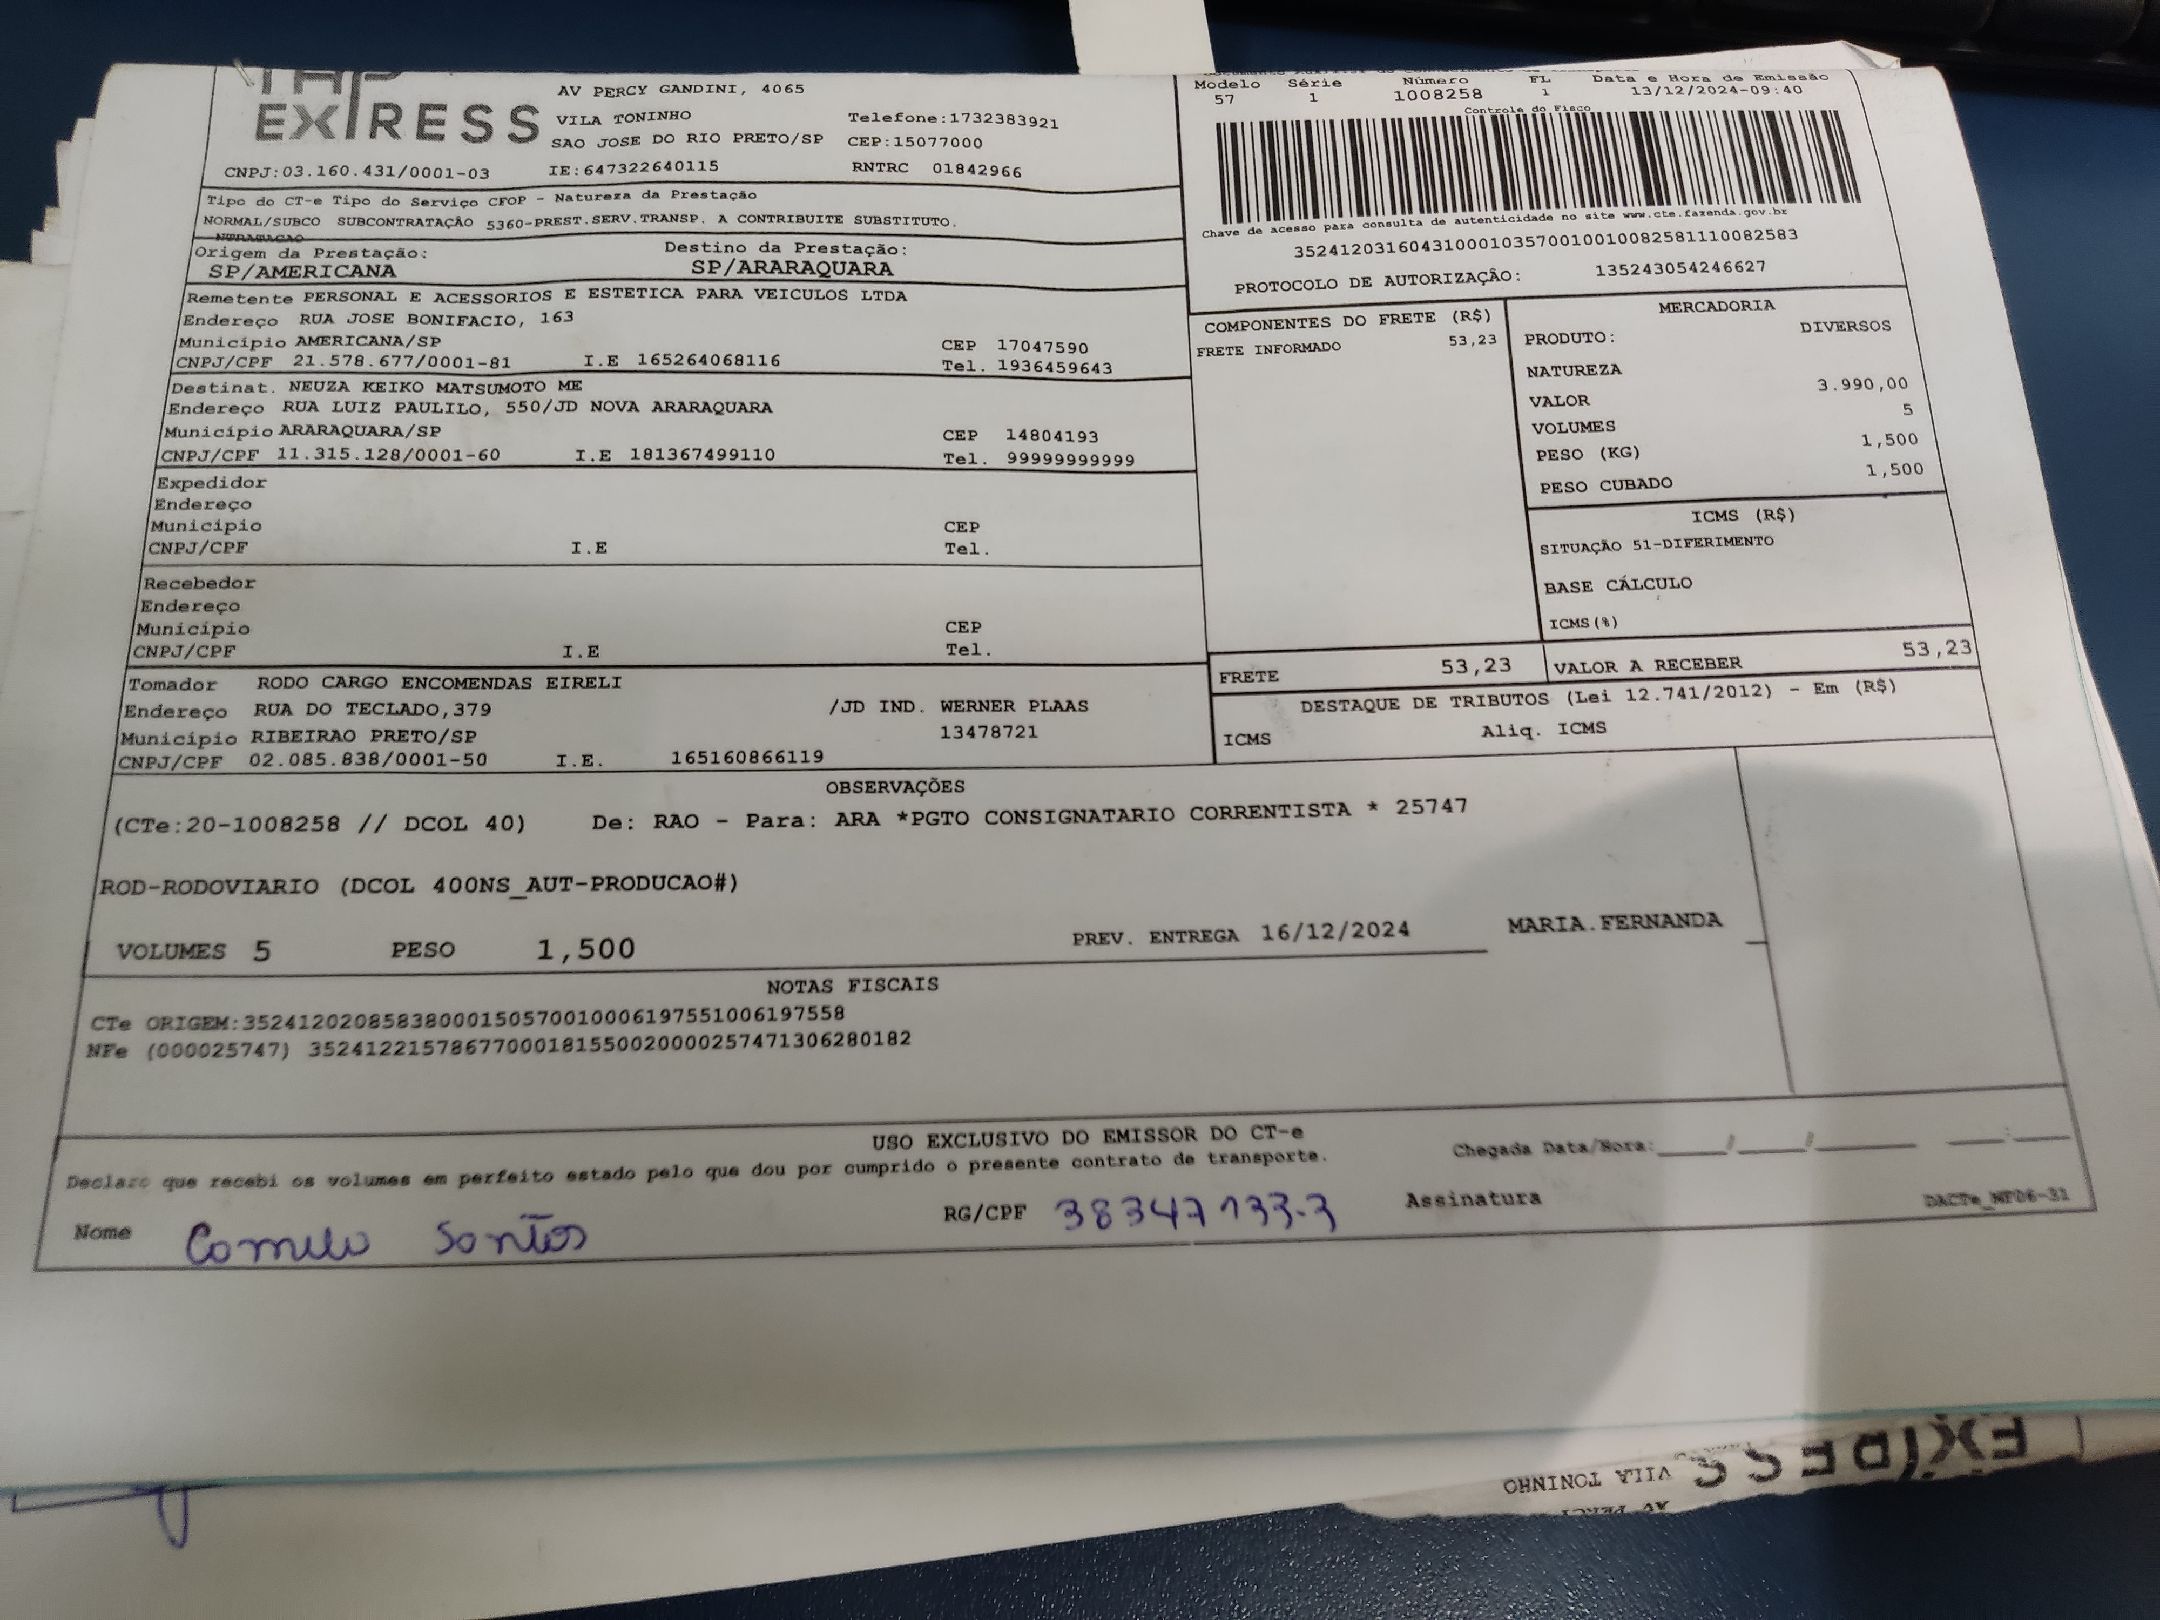 EXPRESS
AV PERCY GANDINI, 4065
VILA TONINHO
Telefone:1732383921
SAO JOSE DO RIO PRETO/SP CEP:15077000
CNPJ:03.160.431/0001-03 IE:647322640115 RNTRC 01842966
Tipo do CT-e Tipo do Serviço CFOP - Natureza da Prestação
NORMAL/SUBCO SUBCONTRATAÇÃO 5360-PREST.SERV.TRANSP. A CONTRIBUITE SUBSTITUTO.
Origem da Prestação: Destino da Prestação:
SP/AMERICANA SP/ARARAQUARA
Remetente PERSONAL E ACESSORIOS E ESTETICA PARA VEICULOS LTDA
Endereço RUA JOSE BONIFACIO, 163
Município AMERICANA/SP CEP 17047590
CNPJ/CPF 21.578.677/0001-81 I.E 165264068116 Tel. 1936459643
Destinat. NEUZA KEIKO MATSUMOTO ME
Endereço RUA LUIZ PAULILO, 550/JD NOVA ARARAQUARA
Município ARARAQUARA/SP CEP 14804193
CNPJ/CPF 11.315.128/0001-60 I.E 181367499110 Tel. 99999999999
Expedidor
Endereço
Município CEP
CNPJ/CPF I.E Tel.
Recebedor
Endereço
Município CEP
CNPJ/CPF I.E Tel.
Tomador RODO CARGO ENCOMENDAS EIRELI
Endereço RUA DO TECLADO,379 /JD IND. WERNER PLAAS
Município RIBEIRAO PRETO/SP 13478721
CNPJ/CPF 02.085.838/0001-50 I.E. 165160866119
Modelo Série Número FL Data e Hora de Emissão
57 1 1008258 1 13/12/2024-09:40
Controle do Fisco
Chave de acesso para consulta de autenticidade no site www.cte.fazenda.gov.br
35241203160431000103570010010082581110082583
PROTOCOLO DE AUTORIZAÇÃO: 135243054246627
COMPONENTES DO FRETE (R$)
FRETE INFORMADO 53,23
MERCADORIA
PRODUTO: DIVERSOS
NATUREZA
VALOR 3.990,00
VOLUMES 5
PESO (KG) 1,500
PESO CUBADO 1,500
ICMS (R$)
SITUAÇÃO 51-DIFERIMENTO
BASE CÁLCULO
ICMS(%)
FRETE 53,23 VALOR A RECEBER 53,23
DESTAQUE DE TRIBUTOS (Lei 12.741/2012) - Em (R$)
ICMS Aliq. ICMS
OBSERVAÇÕES
(CTe:20-1008258 // DCOL 40) De: RAO - Para: ARA *PGTO CONSIGNATARIO CORRENTISTA * 25747
ROD-RODOVIARIO (DCOL 400NS_AUT-PRODUCAO#)
VOLUMES 5 PESO 1,500 PREV. ENTREGA 16/12/2024 MARIA.FERNANDA
NOTAS FISCAIS
CTe ORIGEM:35241202085838000150570010006197551006197558
NFe (000025747) 35241221578677000181550020000257471306280182
USO EXCLUSIVO DO EMISSOR DO CT-e
Declaro que recebi os volumes em perfeito estado pelo que dou por cumprido o presente contrato de transporte.
Chegada Data/Hora: __/__/____ __:__
Nome Santos RG/CPF 38347133-3 Assinatura
DACTe_MP06-31
VILA TONINHO